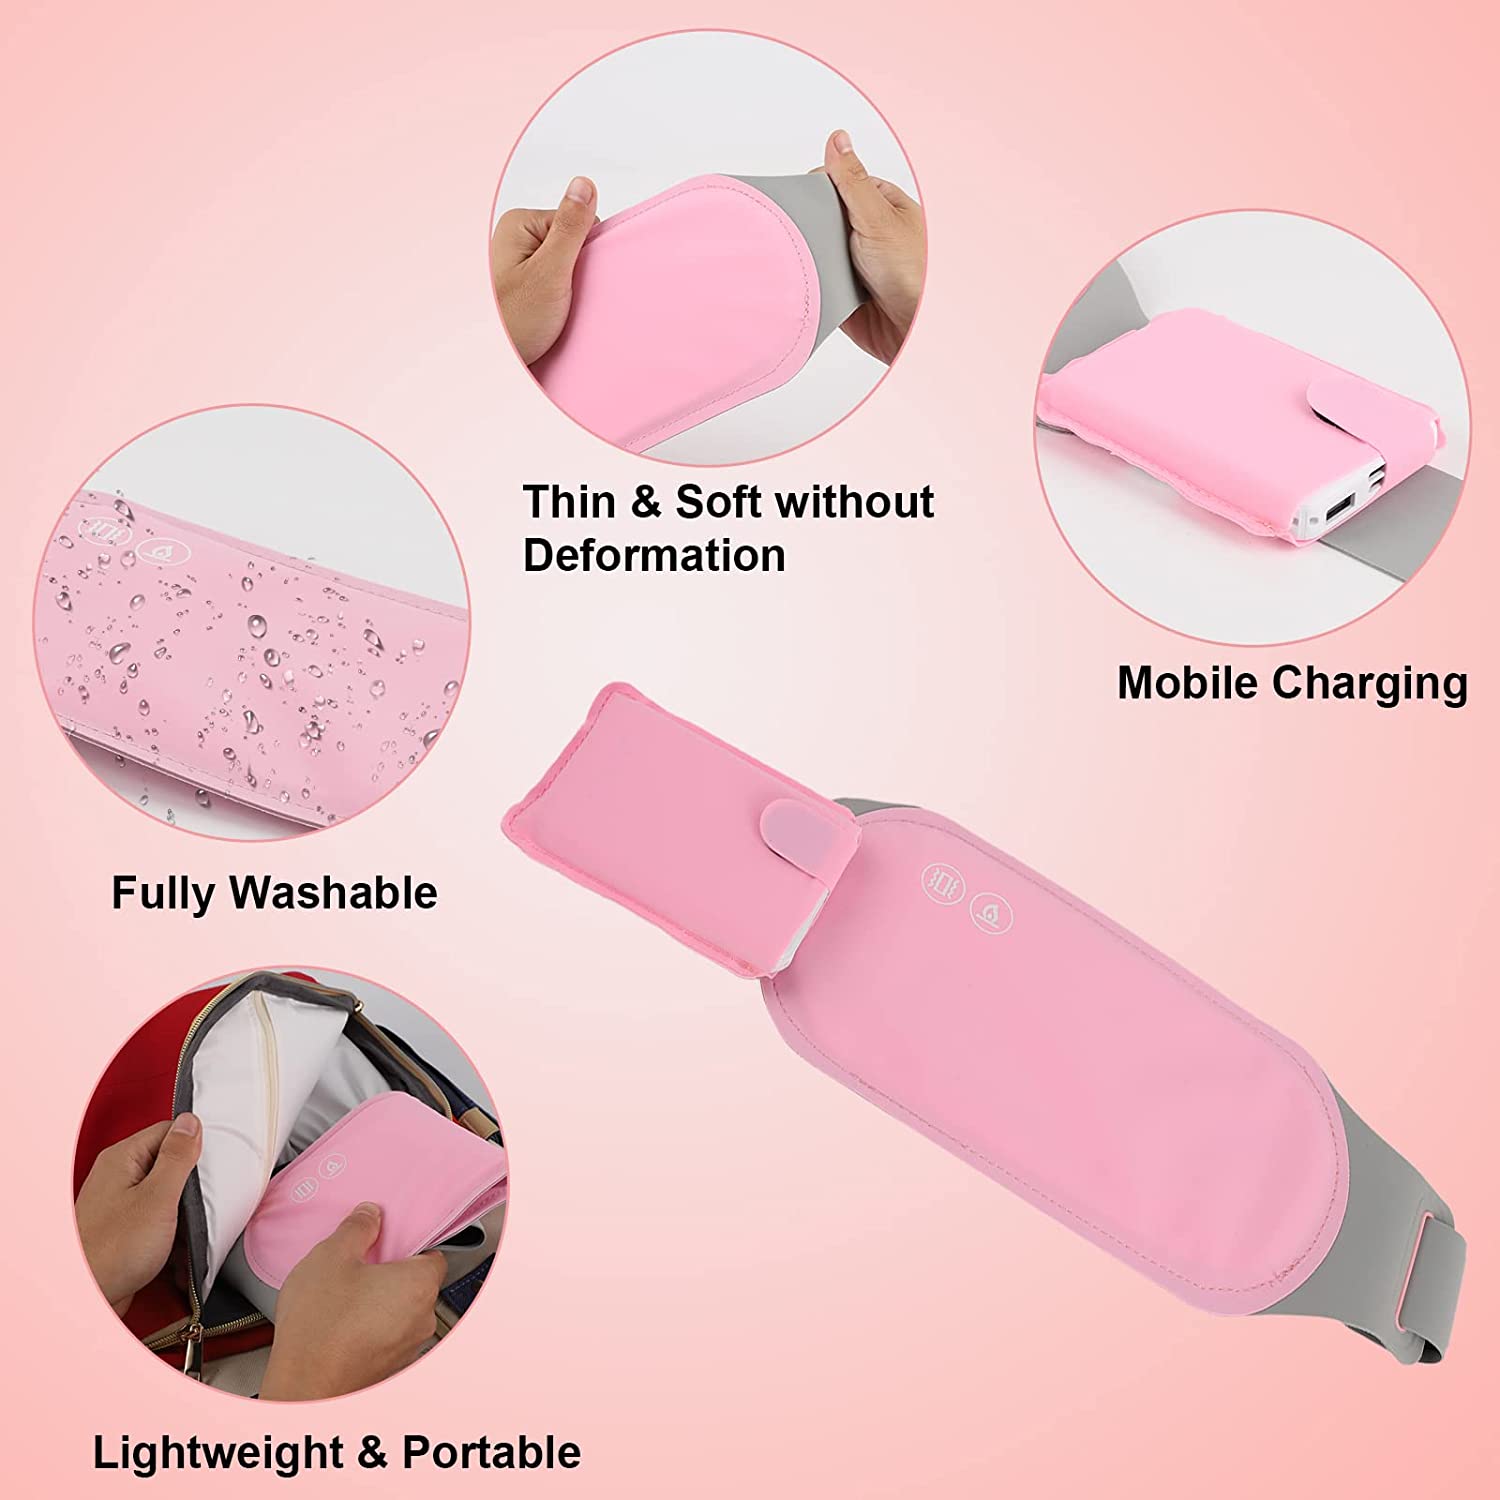 Thin & Soft without
Deformation
Mobile Charging
Fully Washable
Lightweight & Portable